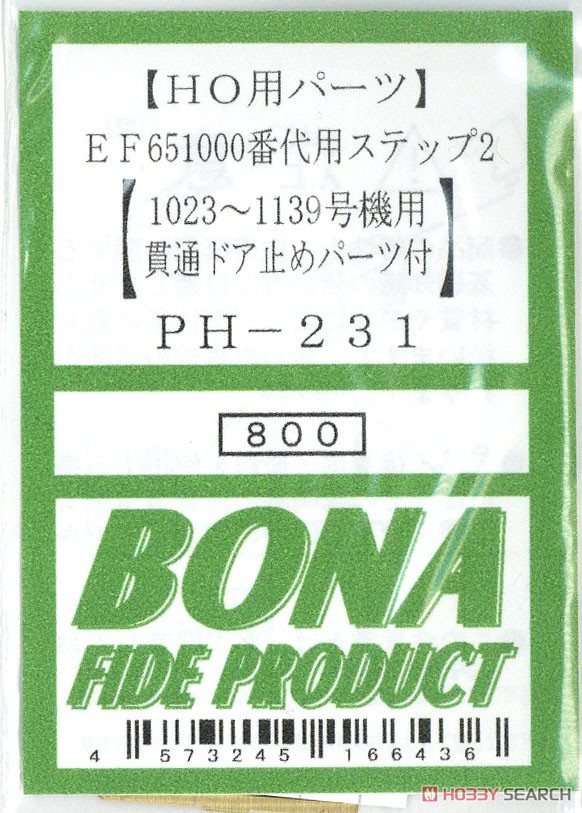 【HO用パーツ】
EF651000番代用ステップ2
1023～1139号機用
貫通ドア止めパーツ付
PH－231
800
BONA
FIDE PRODUCT
4 573245 166436
HOBBY SEARCH